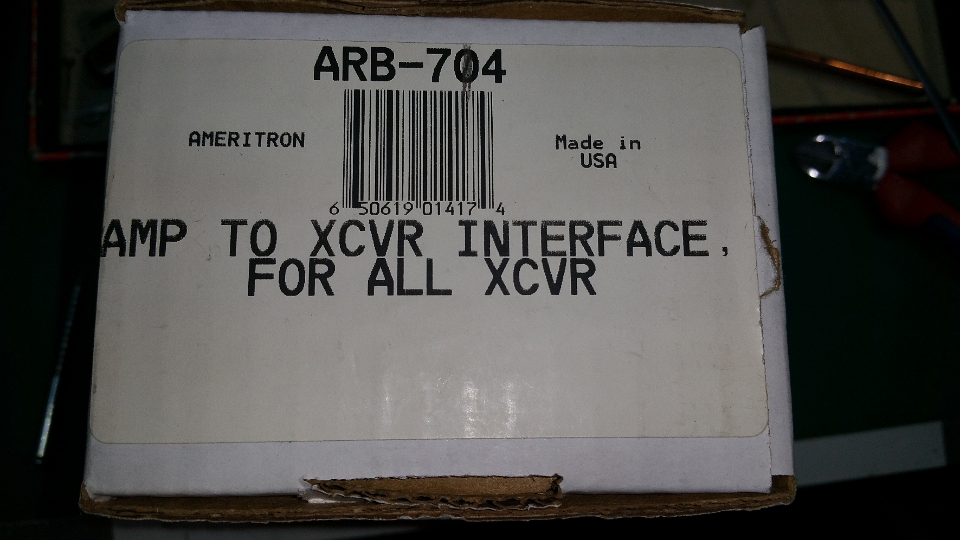 ARB-704
AMERITRON
Made in
USA
6 50619 01417 4
AMP TO XCVR INTERFACE,
FOR ALL XCVR